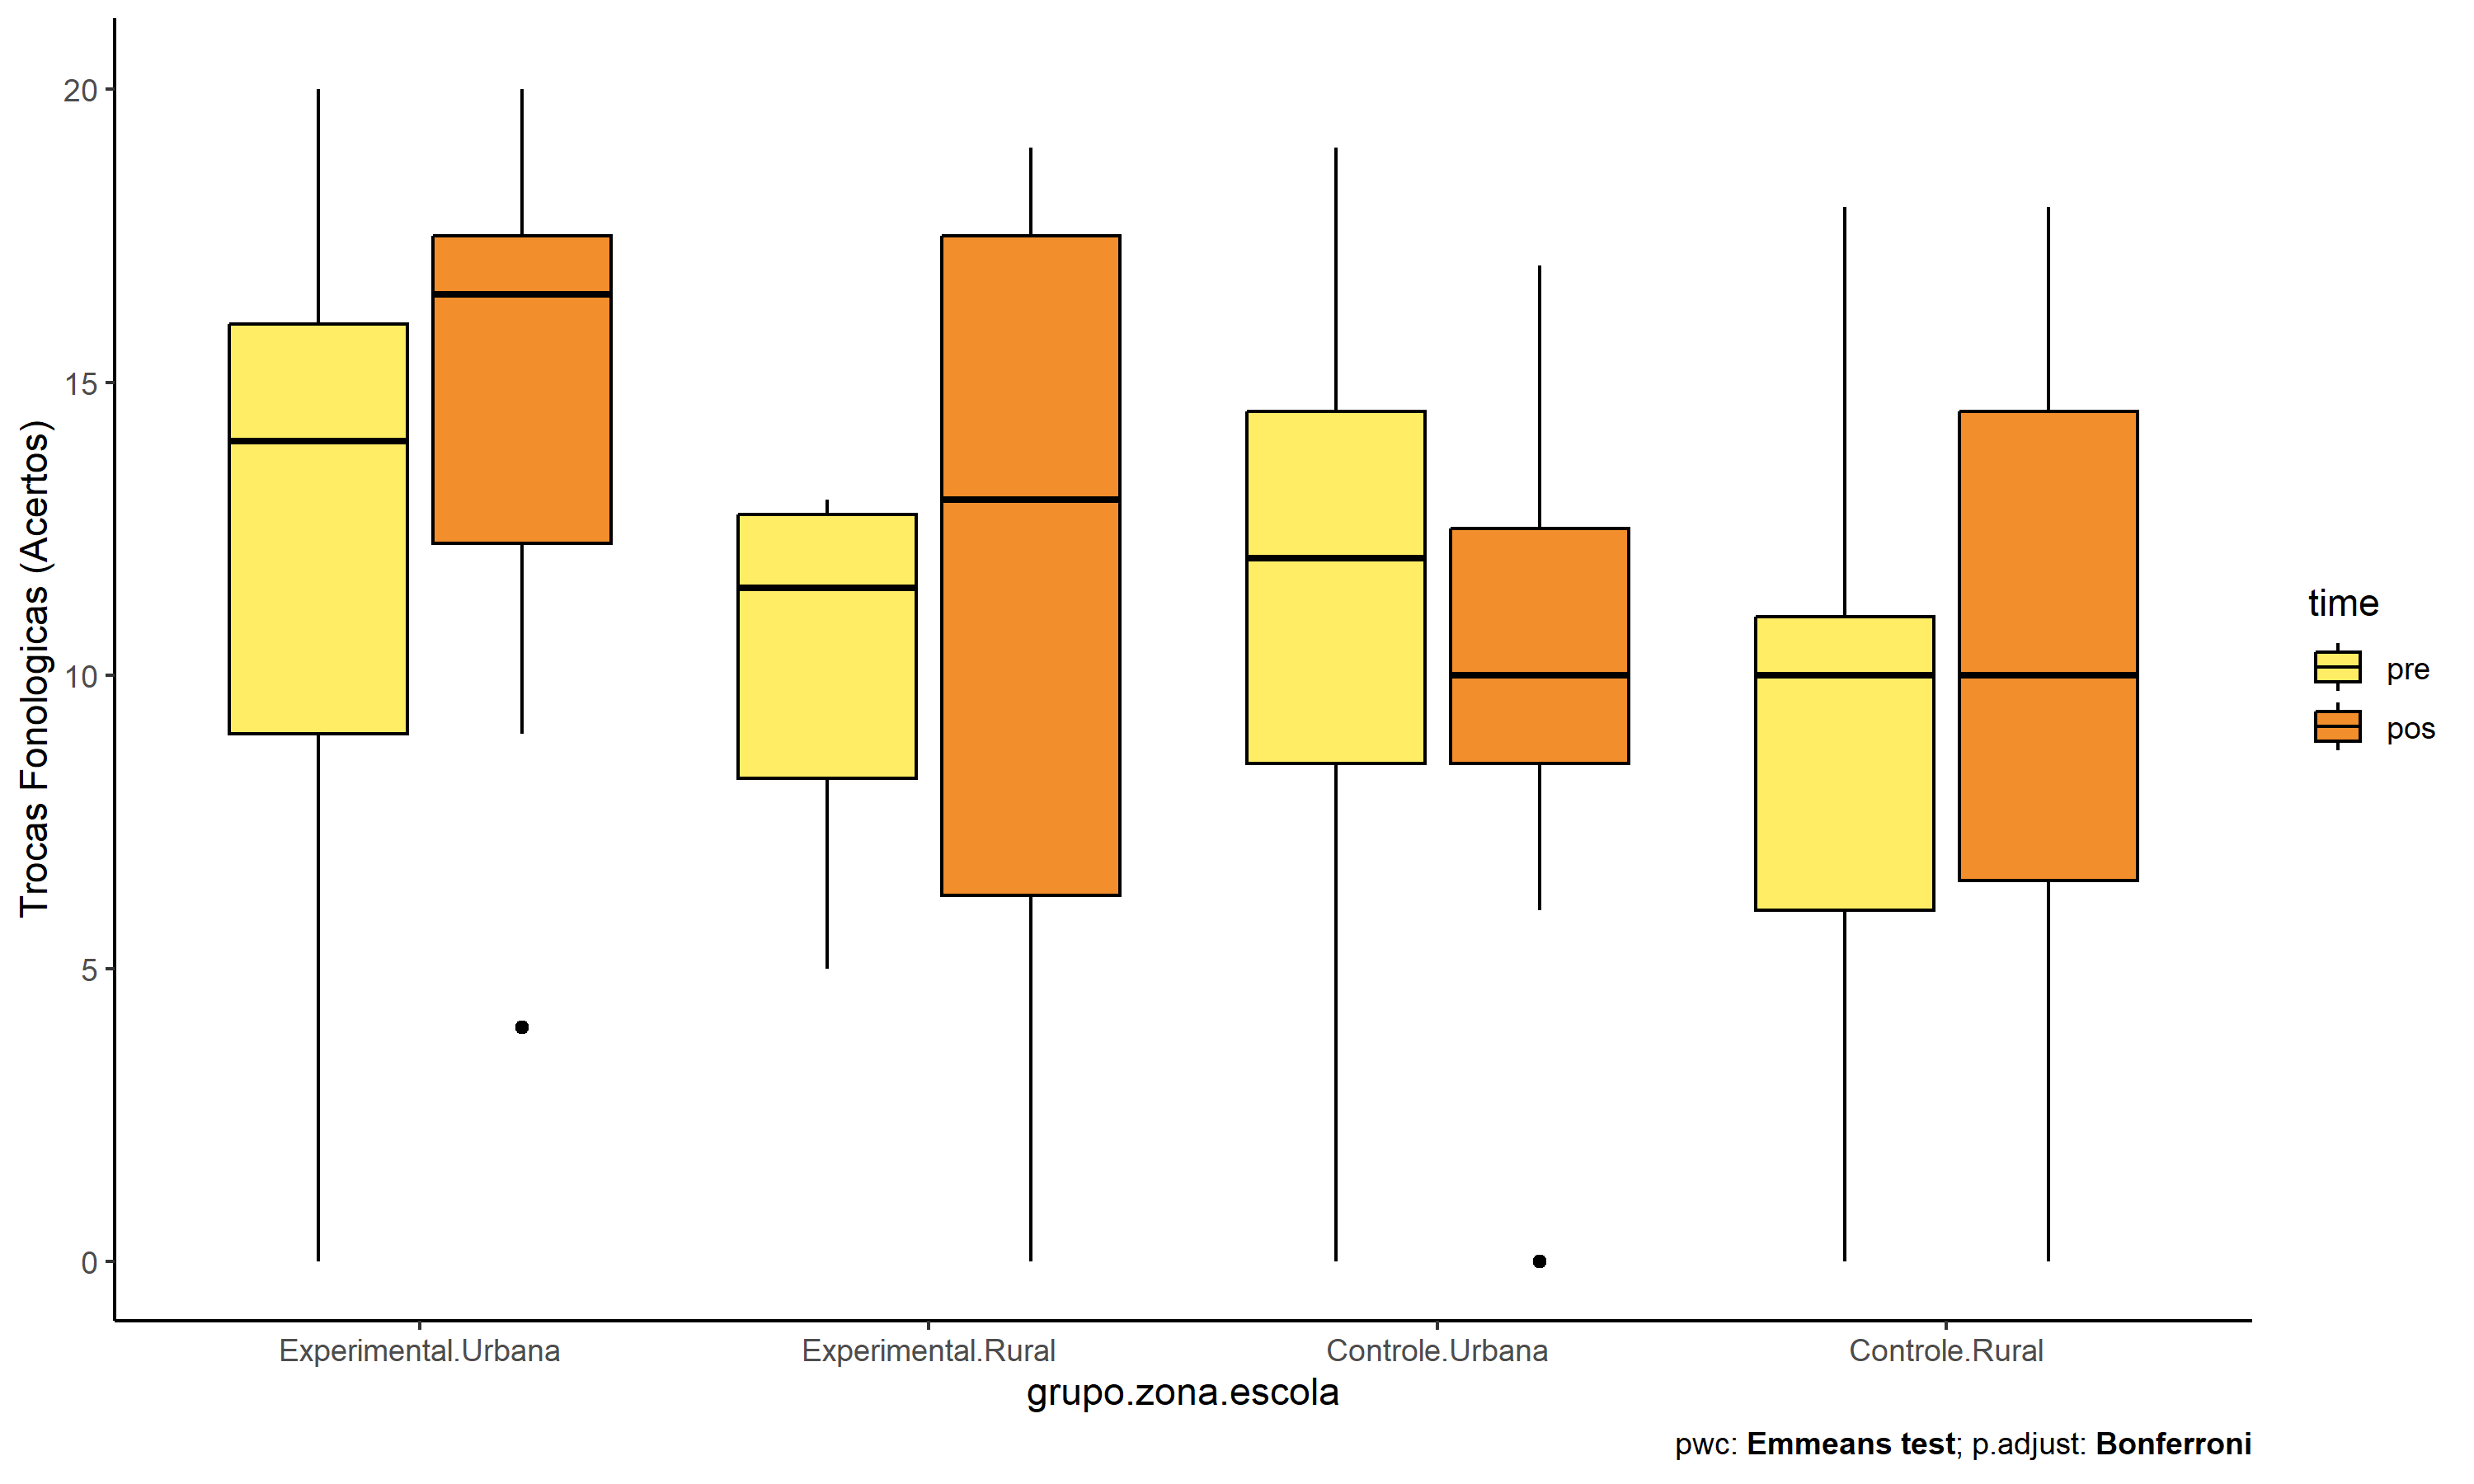 Trocas Fonologicas (Acertos)
20
15
10
5
0
Experimental.Urbana
Experimental.Rural
Controle.Urbana
Controle.Rural
grupo.zona.escola
time
pre
pos
pwc: Emmeans test; p.adjust: Bonferroni